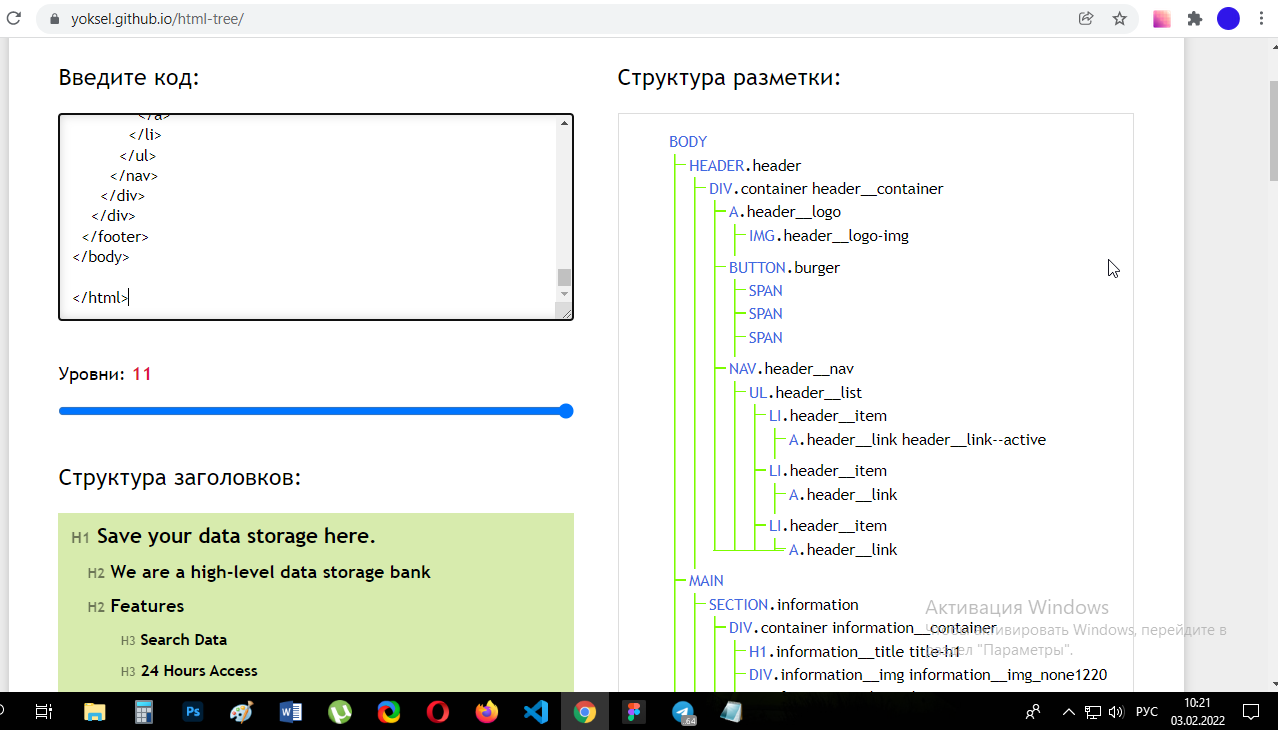 yoksel.github.io/html-tree/
Введите код:
</a>
</li>
</ul>
</nav>
</div>
</div>
</footer>
</body>
</html>
Уровни: 11
Структура заголовков:
H1 Save your data storage here.
H2 We are a high-level data storage bank
H2 Features
H3 Search Data
H3 24 Hours Access
Структура разметки:
BODY
HEADER.header
DIV.container header__container
A.header__logo
IMG.header__logo-img
BUTTON.burger
SPAN
SPAN
SPAN
NAV.header__nav
UL.header__list
LI.header__item
A.header__link header__link--active
LI.header__item
A.header__link
LI.header__item
A.header__link
MAIN
SECTION.information
DIV.container information__container
H1.information__title title-h1
DIV.information__img information__img_none1220
Активация Windows
Чтобы активировать Windows, перейдите в
раздел "Параметры".
Ps
64
РУС
10:21
03.02.2022